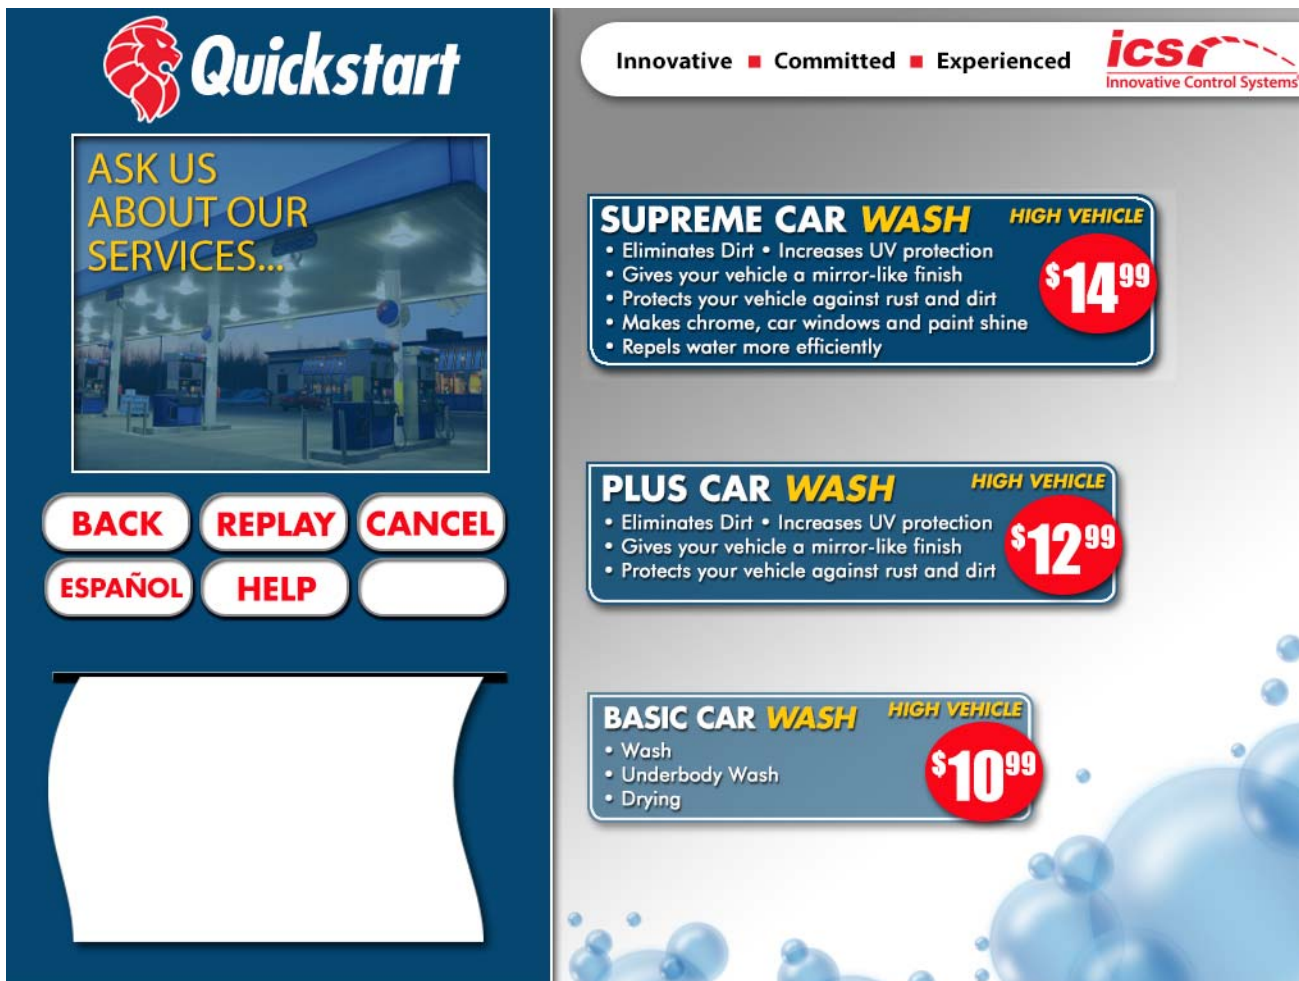 Quickstart
ASK US
ABOUT OUR
SERVICES...
BACK
REPLAY
CANCEL
ESPAÑOL
HELP
Innovative ■ Committed ■ Experienced
ics
Innovative Control Systems
SUPREME CAR WASH HIGH VEHICLE
• Eliminates Dirt • Increases UV protection
• Gives your vehicle a mirror-like finish
• Protects your vehicle against rust and dirt
• Makes chrome, car windows and paint shine
• Repels water more efficiently
$14.99
PLUS CAR WASH HIGH VEHICLE
• Eliminates Dirt • Increases UV protection
• Gives your vehicle a mirror-like finish
• Protects your vehicle against rust and dirt
$12.99
BASIC CAR WASH HIGH VEHICLE
• Wash
• Underbody Wash
• Drying
$10.99